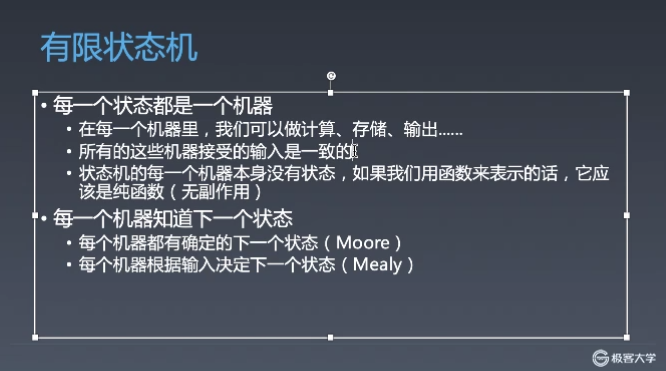 有限状态机
• 每一个状态都是一个机器
• 在每一个机器里，我们可以做计算、存储、输出......
• 所有的这些机器接受的输入是一致的
• 状态机的每一个机器本身没有状态，如果我们用函数来表示的话，它应
该是纯函数（无副作用）
• 每一个机器知道下一个状态
• 每个机器都有确定的下一个状态（Moore）
• 每个机器根据输入决定下一个状态（Mealy）
极客大学